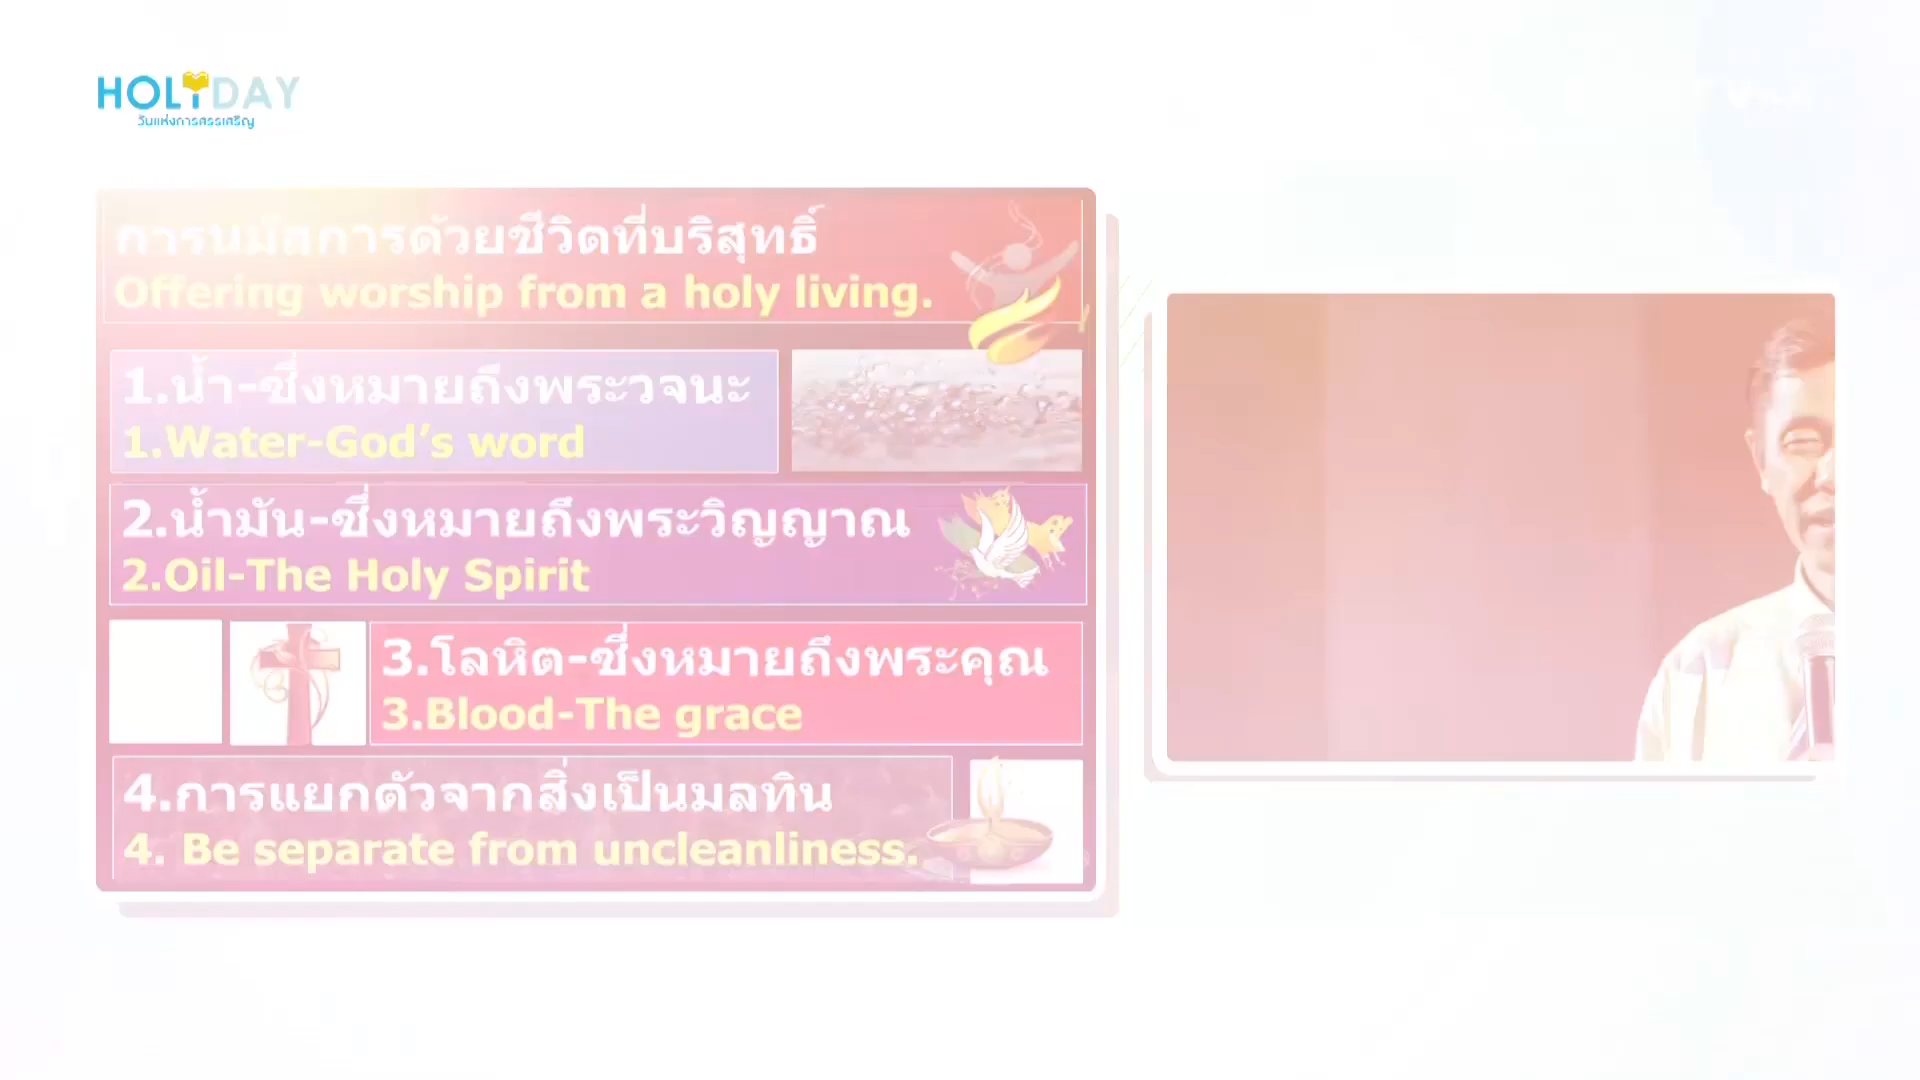 HOLYDAY
วันแห่งการสรรเสริญ
การนมัสการด้วยชีวิตที่บริสุทธิ์
Offering worship from a holy living.
1.น้ำ-ซึ่งหมายถึงพระวจนะ
1.Water-God’s word
2.น้ำมัน-ซึ่งหมายถึงพระวิญญาณ
2.Oil-The Holy Spirit
3.โลหิต-ซึ่งหมายถึงพระคุณ
3.Blood-The grace
4.การแยกตัวจากสิ่งเป็นมลทิน
4. Be separate from uncleanliness.